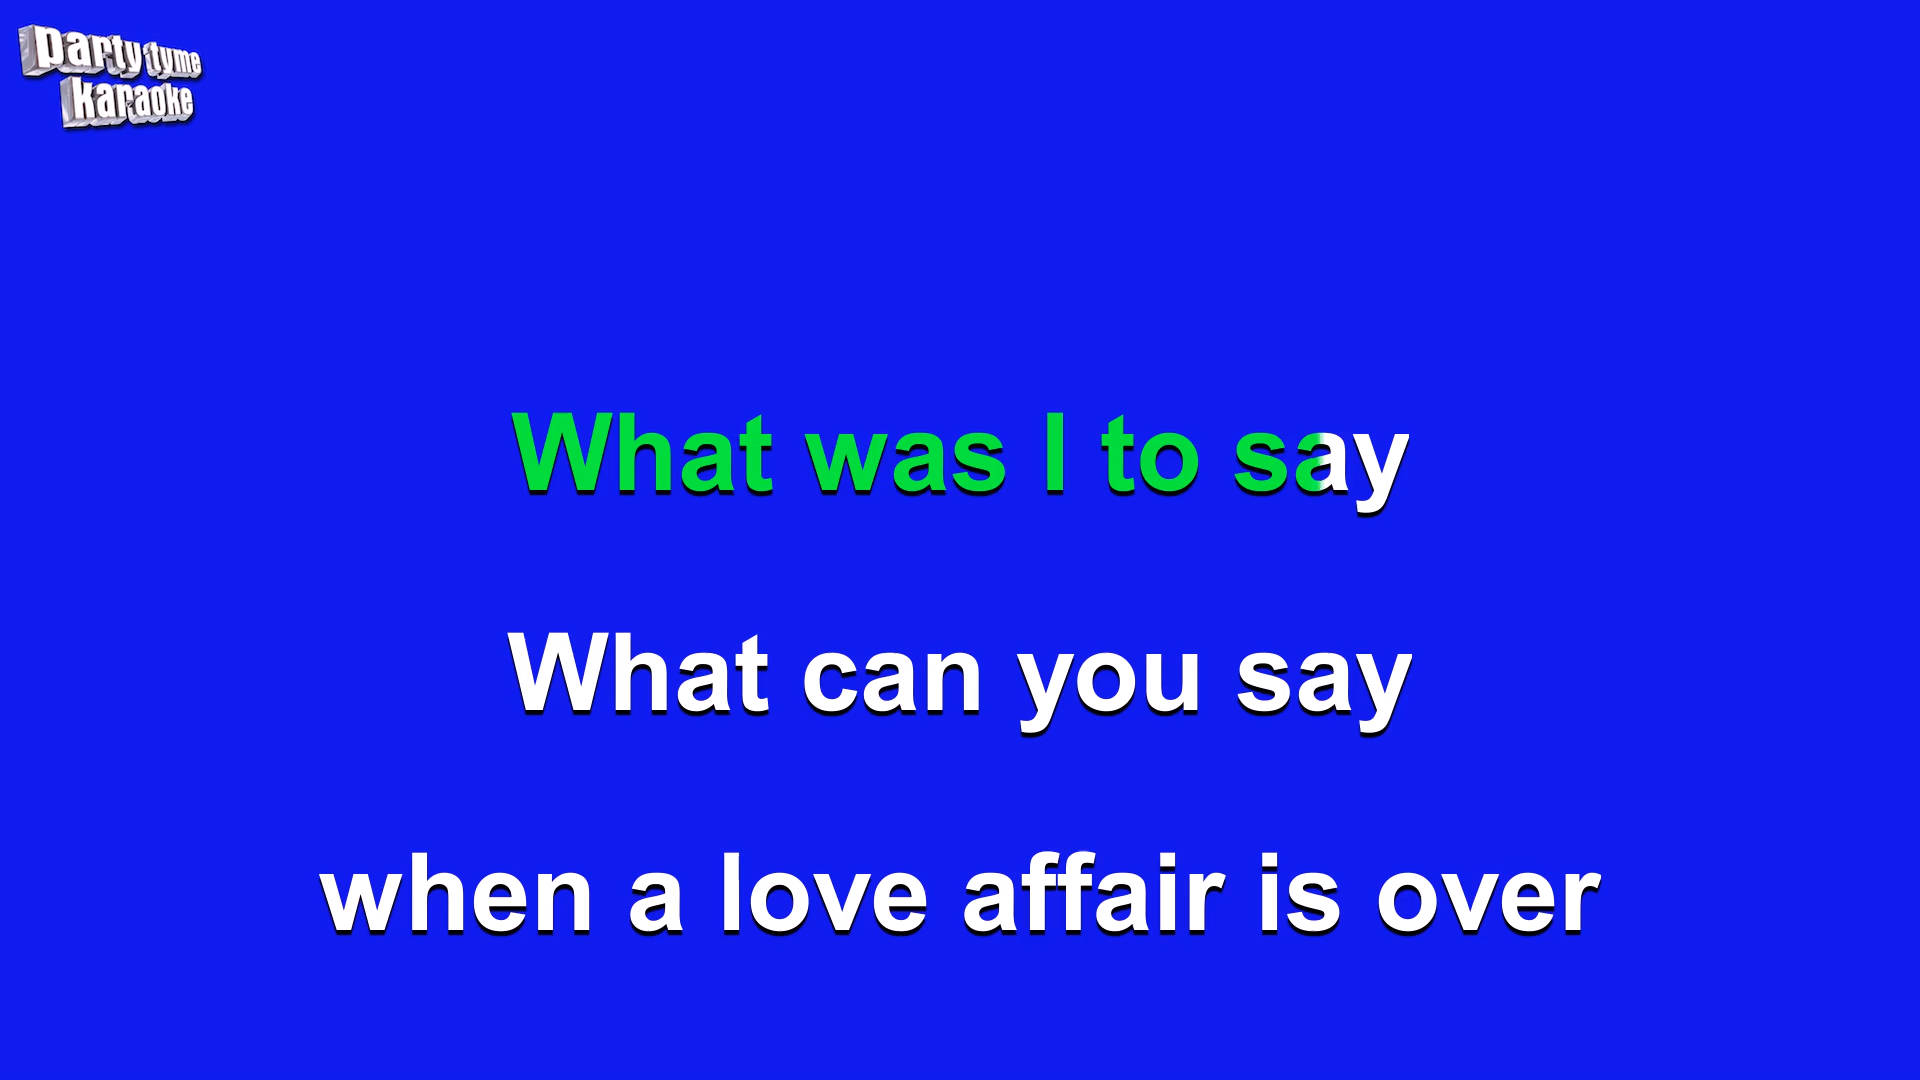 party tyme
karaoke
What was I to say
What can you say
when a love affair is over